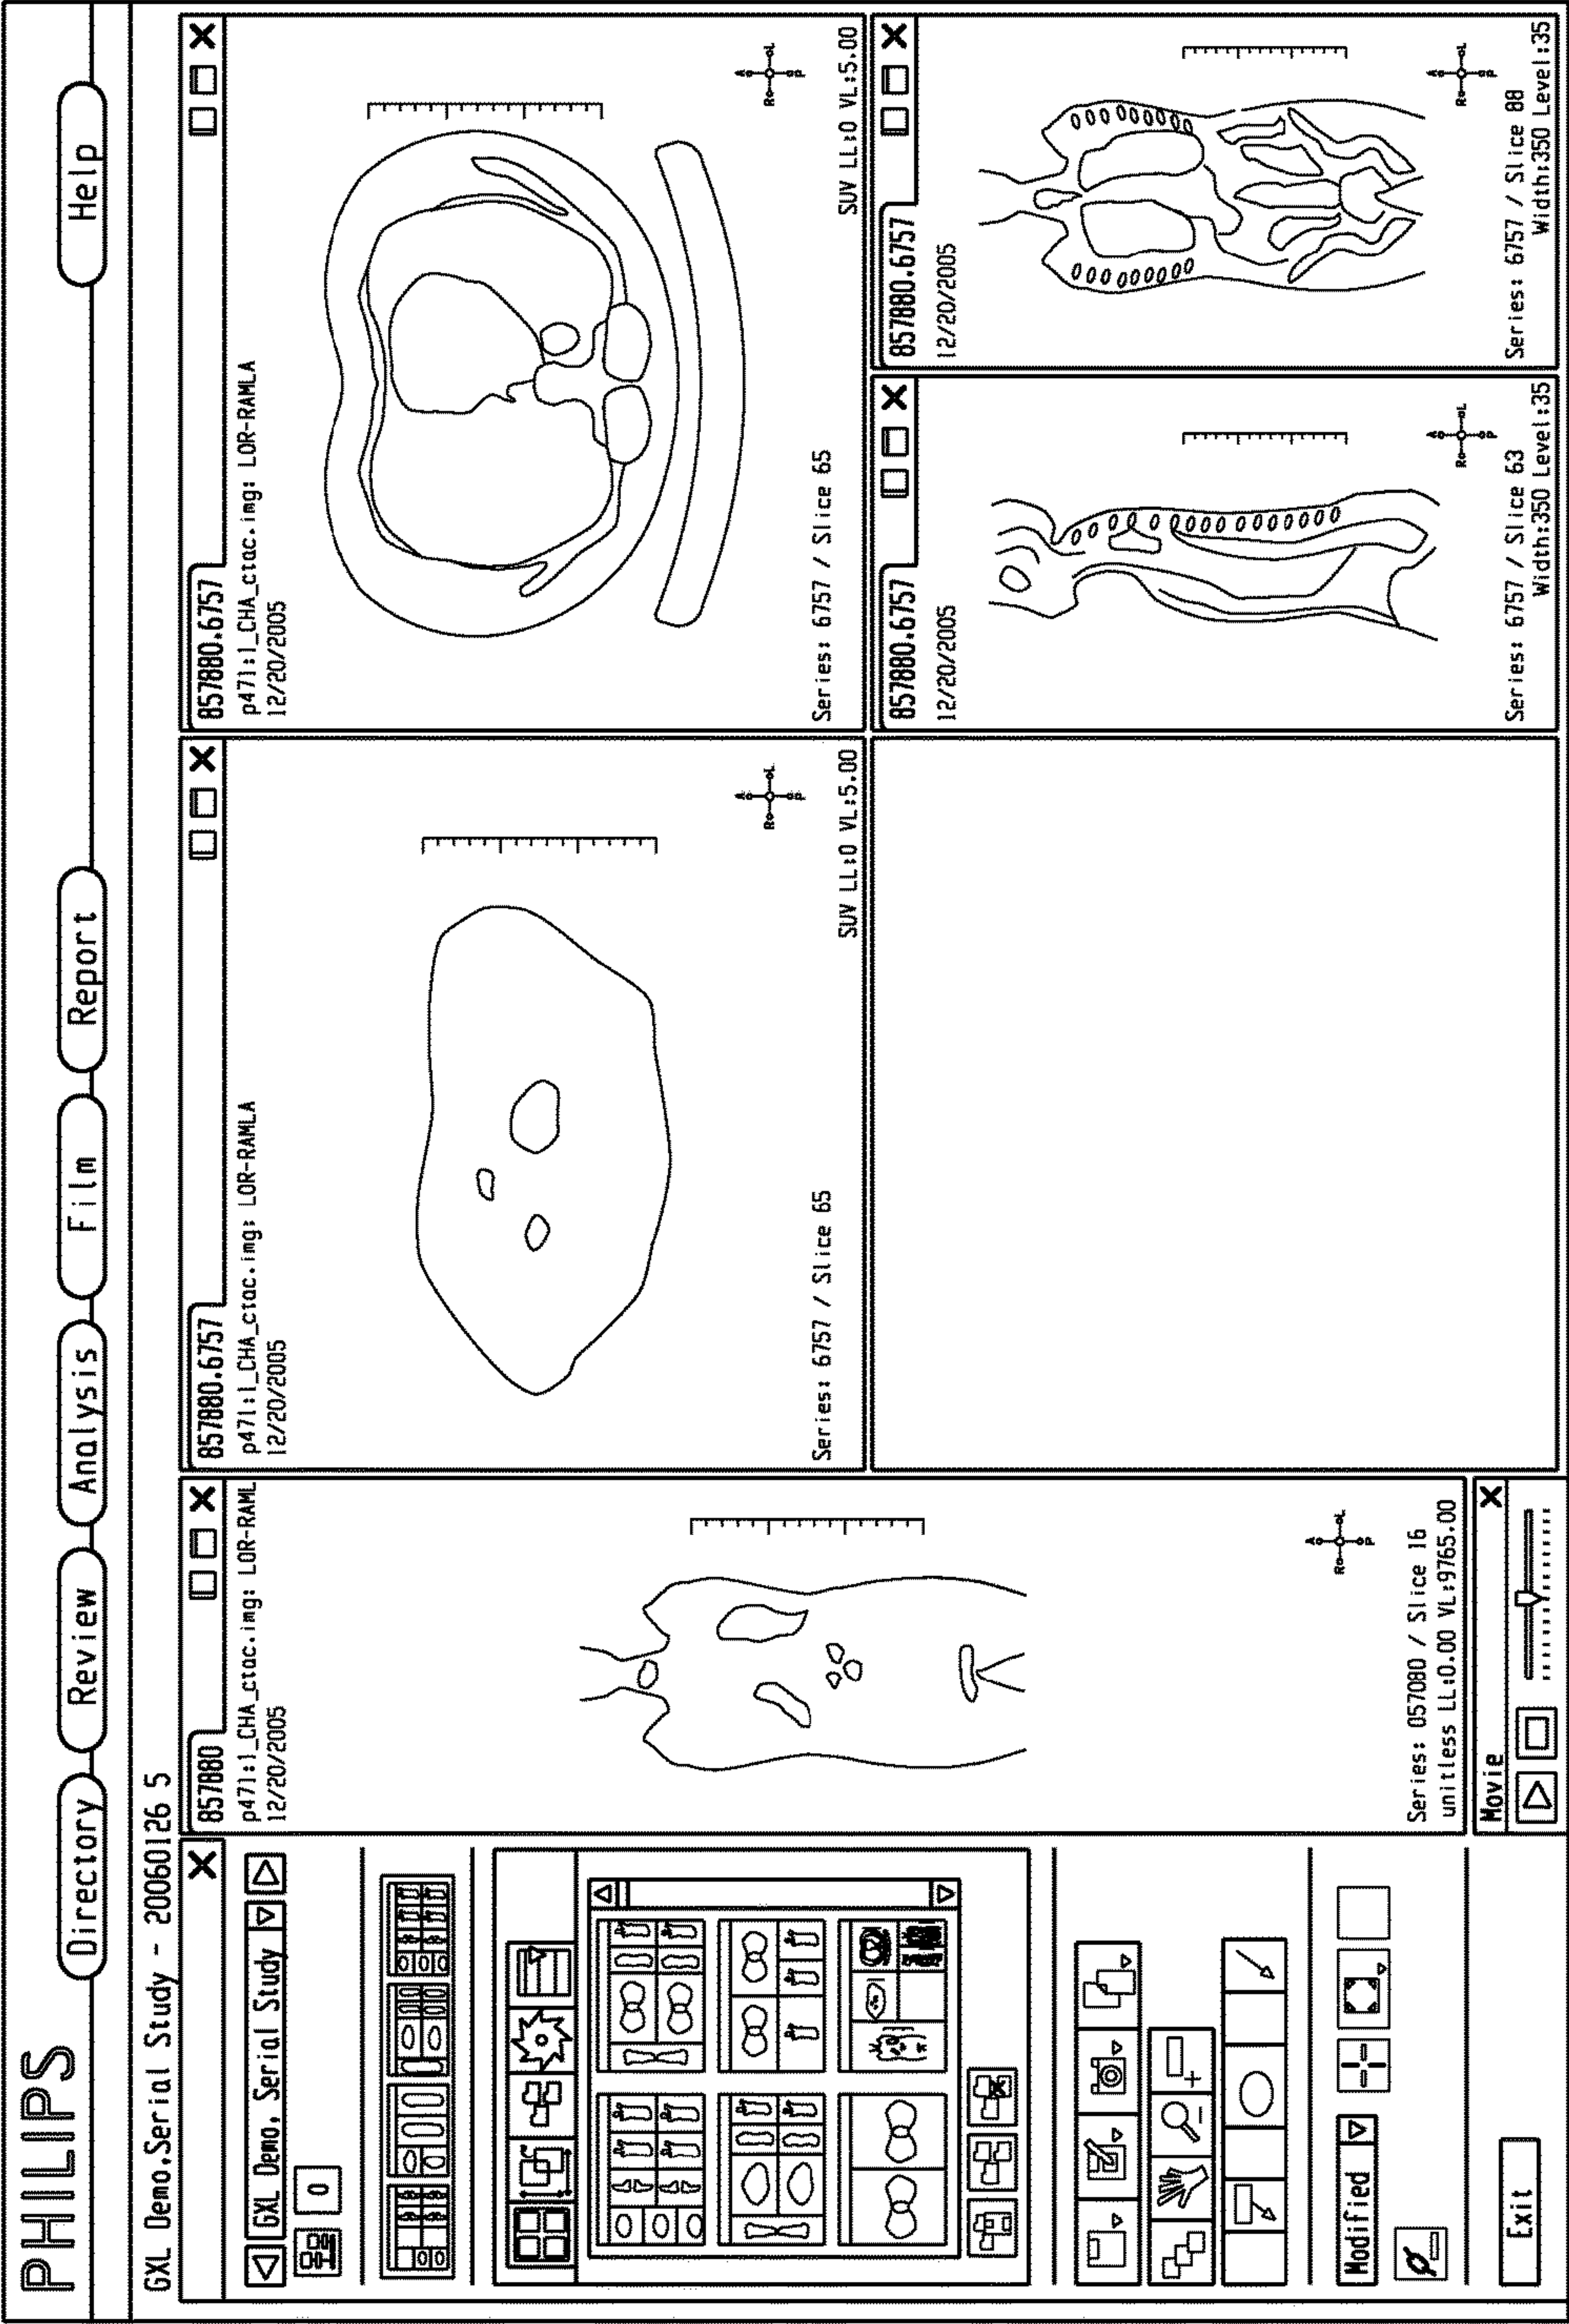 PHILIPS
Directory
Review
Analysis
Film
Report
Help
GXL Demo.Serial Study - 20060126 5
GXL Demo, Serial Study
0
Modified
Exit
857880
p471:1_CHA_ctac.img: LOR-RAML
12/20/2005
Series: 057080 / Slice 16
unitless LL:0.00 VL:9765.00
A
R
L
P
Movie
857880.6757
p471:1_CHA_ctac.img: LOR-RAMLA
12/20/2005
A
R
L
P
Series: 6757 / Slice 65
SUV LL:0 VL:5.00
857880.6757
p471:1_CHA_ctac.img: LOR-RAMLA
12/20/2005
A
R
L
P
Series: 6757 / Slice 65
SUV LL:0 VL:5.00
857880.6757
12/20/2005
A
R
L
P
Series: 6757 / Slice 63
Width:350 Level:35
857880.6757
12/20/2005
A
R
L
P
Series: 6757 / Slice 88
Width:350 Level:35